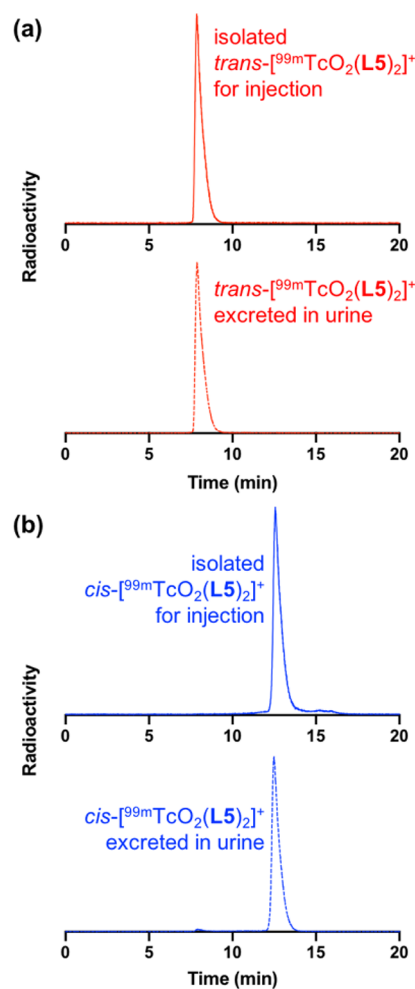 (a)
isolated
trans-[⁹⁹ᵐTcO₂(L5)₂]⁺
for injection
0 5 10 15 20
trans-[⁹⁹ᵐTcO₂(L5)₂]⁺
excreted in urine
Radioactivity
0 5 10 15 20
Time (min)
(b)
isolated
cis-[⁹⁹ᵐTcO₂(L5)₂]⁺
for injection
0 5 10 15 20
cis-[⁹⁹ᵐTcO₂(L5)₂]⁺
excreted in urine
Radioactivity
0 5 10 15 20
Time (min)